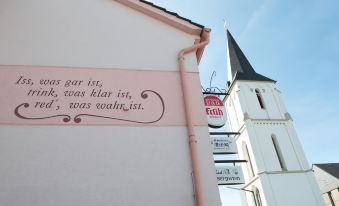 Iss, was gar ist,
trink, was klar ist,
red', was wahr ist.
Früh